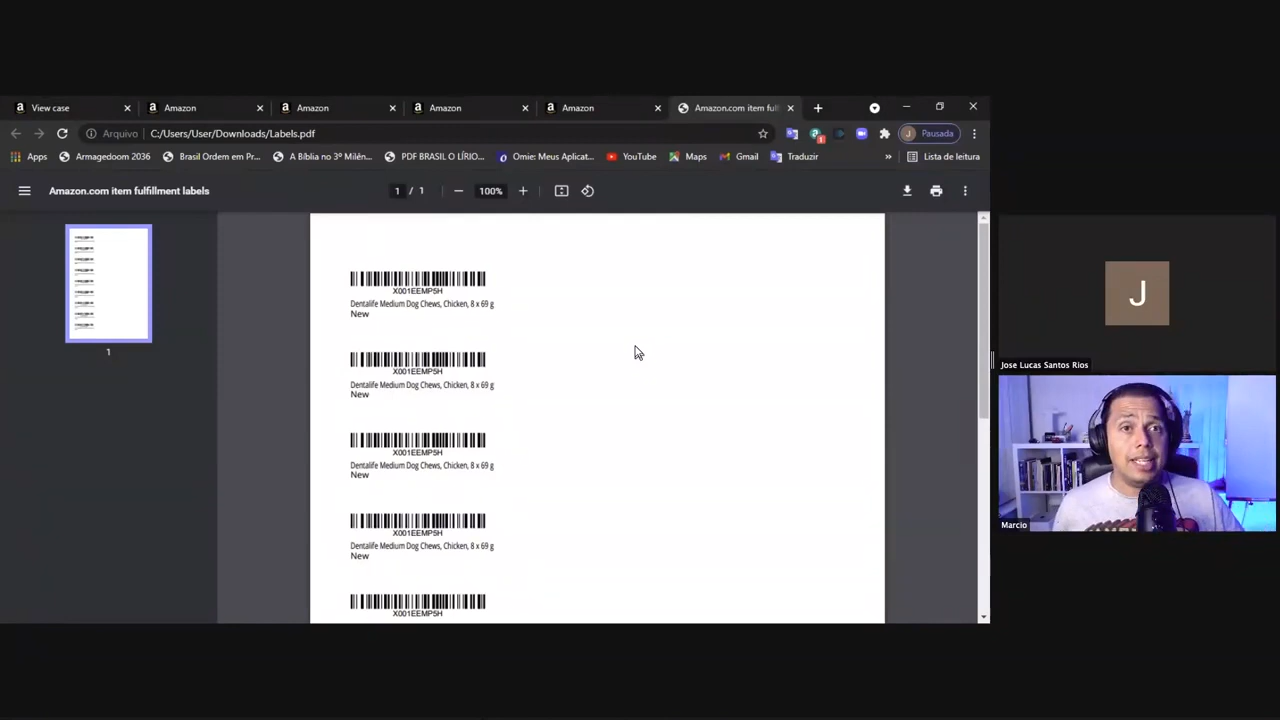 View case
Amazon
Amazon
Amazon
Amazon
Amazon.com item fulf
Arquivo C:/Users/User/Downloads/Labels.pdf
J Pausada
Apps
Armagedoom 2036
Brasil Ordem em Pr...
A Bíblia no 3º Milên...
PDF BRASIL O LÍRIO...
Omie: Meus Aplicat...
YouTube
Maps
Gmail
Traduzir
»
Lista de leitura
Amazon.com item fulfillment labels
1 / 1
100%
1
X001EEMP5H
Dentalife Medium Dog Chews, Chicken, 8 x 69 g
New
X001EEMP5H
Dentalife Medium Dog Chews, Chicken, 8 x 69 g
New
X001EEMP5H
Dentalife Medium Dog Chews, Chicken, 8 x 69 g
New
X001EEMP5H
Dentalife Medium Dog Chews, Chicken, 8 x 69 g
New
X001EEMP5H
J
Jose Lucas Santos Rios
Marcio